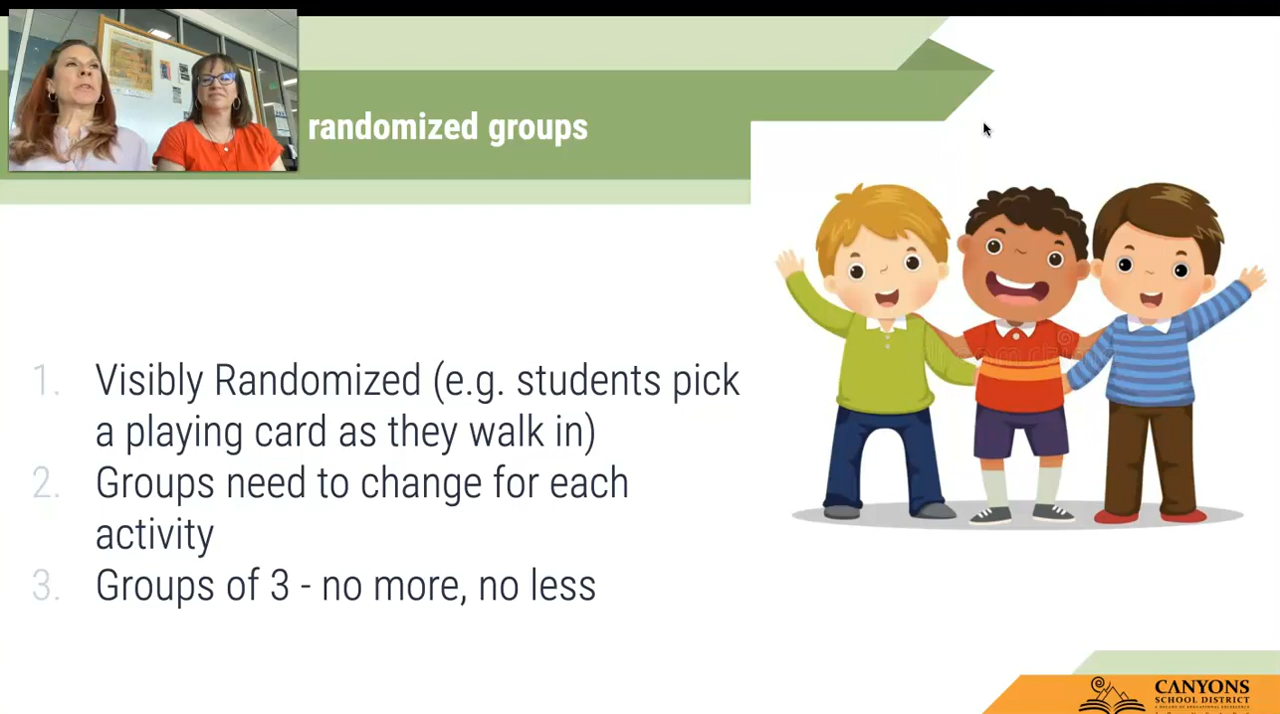 randomized groups
1. Visibly Randomized (e.g. students pick
a playing card as they walk in)
2. Groups need to change for each
activity
3. Groups of 3 - no more, no less
CANYONS
SCHOOL DISTRICT